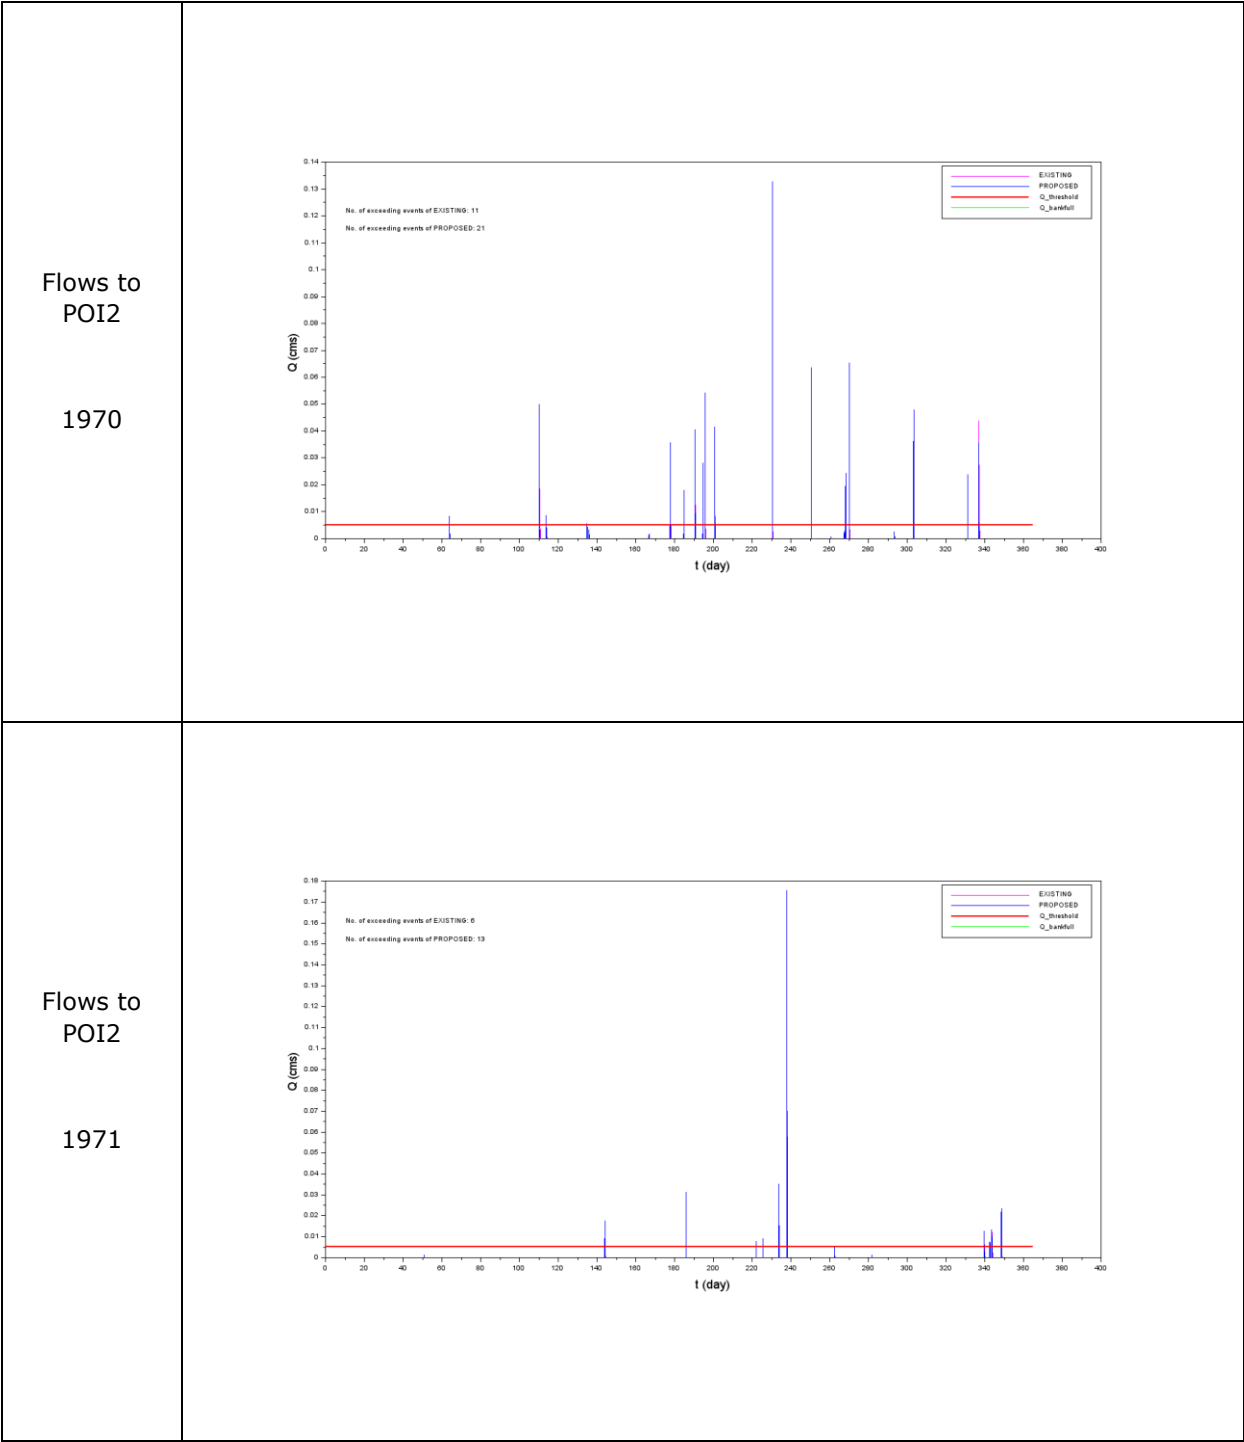 Flows to
POI2
1970
0.14
0.13
0.12
0.11
0.1
0.09
0.08
0.07
0.06
0.05
0.04
0.03
0.02
0.01
0
Q (cms)
No. of exceeding events of EXISTING: 11
No. of exceeding events of PROPOSED: 21
EXISTING
PROPOSED
Q_threshold
Q_bankfull
0 20 40 60 80 100 120 140 160 180 200 220 240 260 280 300 320 340 360 380 400
t (day)
Flows to
POI2
1971
0.18
0.17
0.16
0.15
0.14
0.13
0.12
0.11
0.1
0.09
0.08
0.07
0.06
0.05
0.04
0.03
0.02
0.01
0
Q (cms)
No. of exceeding events of EXISTING: 6
No. of exceeding events of PROPOSED: 13
EXISTING
PROPOSED
Q_threshold
Q_bankfull
0 20 40 60 80 100 120 140 160 180 200 220 240 260 280 300 320 340 360 380 400
t (day)